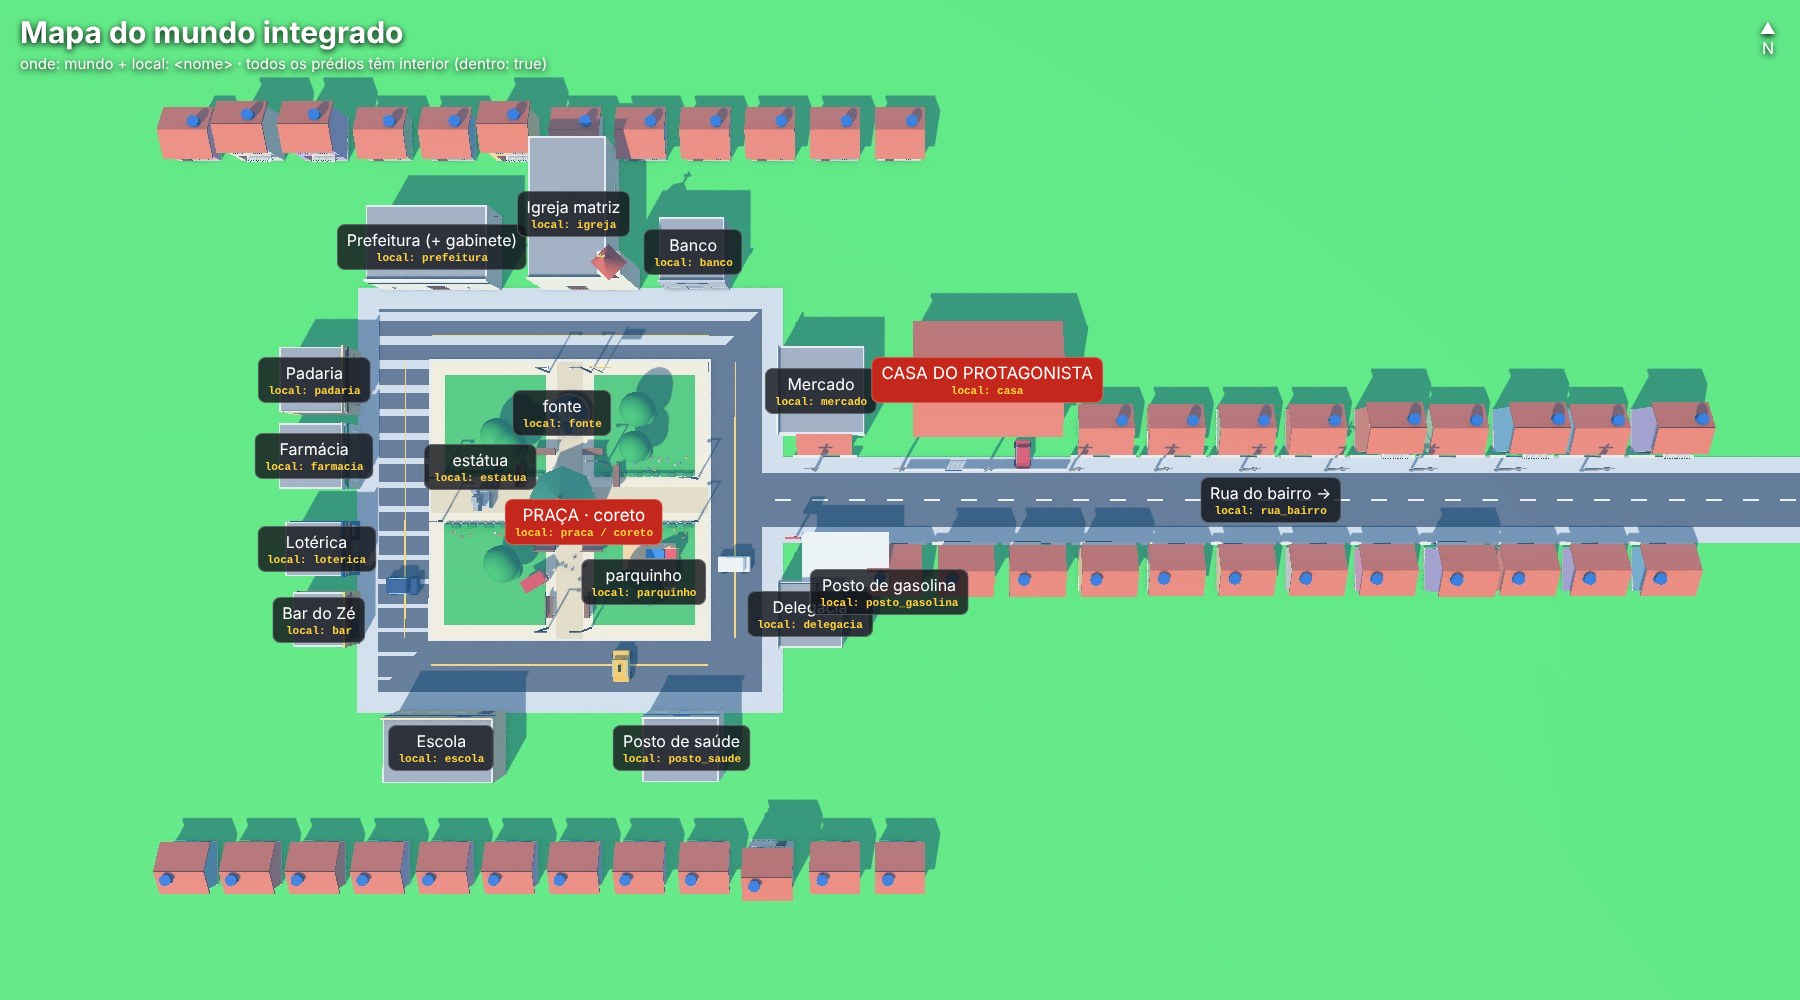 Mapa do mundo integrado
onde: mundo + local: <nome> · todos os prédios têm interior (dentro: true)
N
Igreja matriz
local: igreja
Prefeitura (+ gabinete)
local: prefeitura
Banco
local: banco
Padaria
local: padaria
Mercado
local: mercado
CASA DO PROTAGONISTA
local: casa
fonte
local: fonte
Farmácia
local: farmacia
estátua
local: estatua
Rua do bairro →
local: rua_bairro
PRAÇA · coreto
local: praca / coreto
Lotérica
local: loterica
parquinho
local: parquinho
Posto de gasolina
local: posto_gasolina
Delegacia
local: delegacia
Bar do Zé
local: bar
Escola
local: escola
Posto de saúde
local: posto_saude